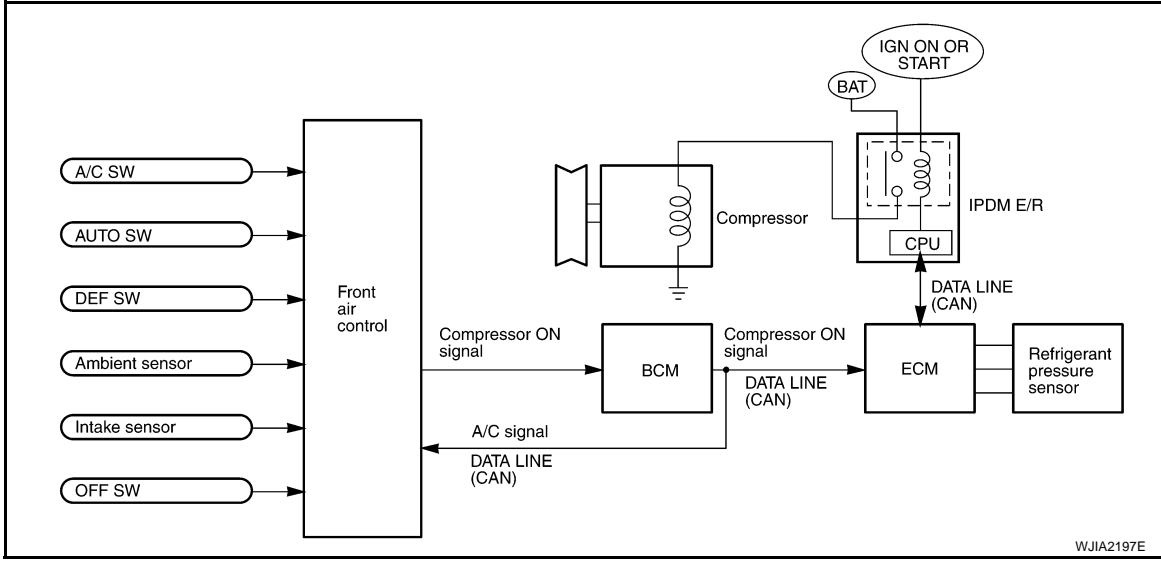 IGN ON OR
START
BAT
A/C SW
AUTO SW
DEF SW
Ambient sensor
Intake sensor
OFF SW
Front
air
control
Compressor
IPDM E/R
CPU
DATA LINE
(CAN)
Compressor ON
signal
BCM
Compressor ON
signal
DATA LINE
(CAN)
ECM
Refrigerant
pressure
sensor
A/C signal
DATA LINE
(CAN)
WJIA2197E